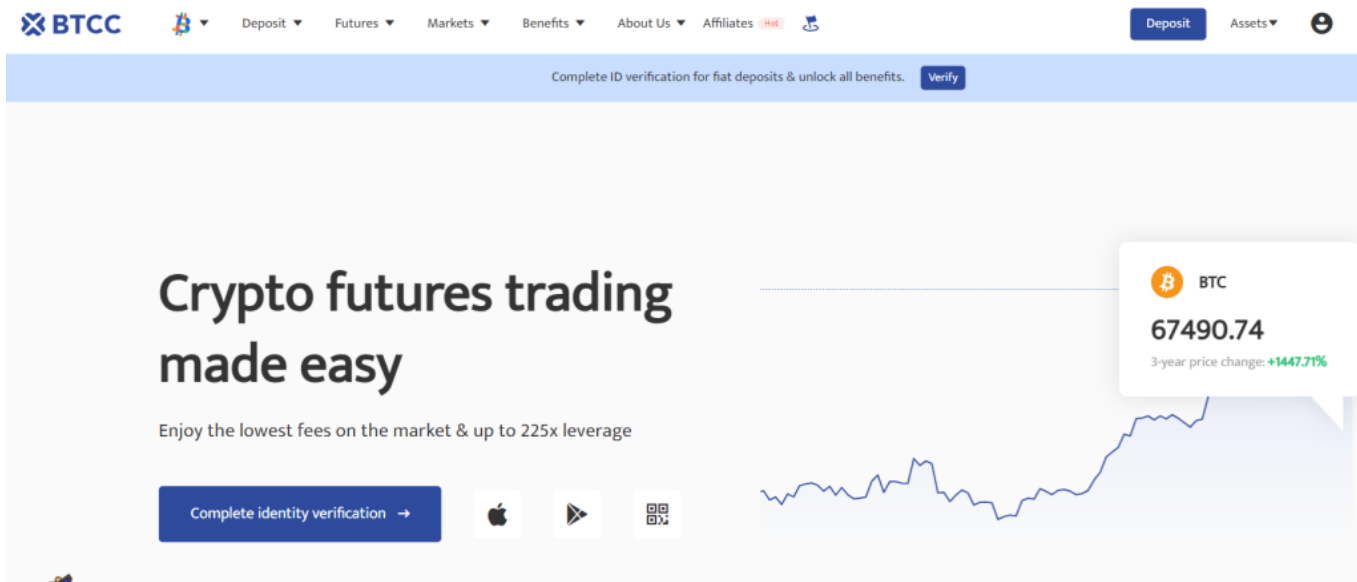 BTCC
Deposit
Futures
Markets
Benefits
About Us
Affiliates
Hot
Deposit
Assets
Complete ID verification for fiat deposits & unlock all benefits.
Verify
Crypto futures trading
made easy
Enjoy the lowest fees on the market & up to 225x leverage
Complete identity verification →
BTC
67490.74
3-year price change: +1447.71%